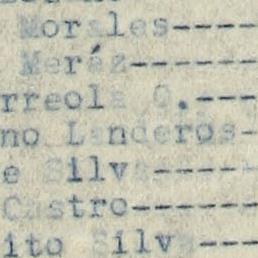 Morales----
Meráz------
rreola G.---
no Landeros-
e Silva-----
Castro------
ito Silva---